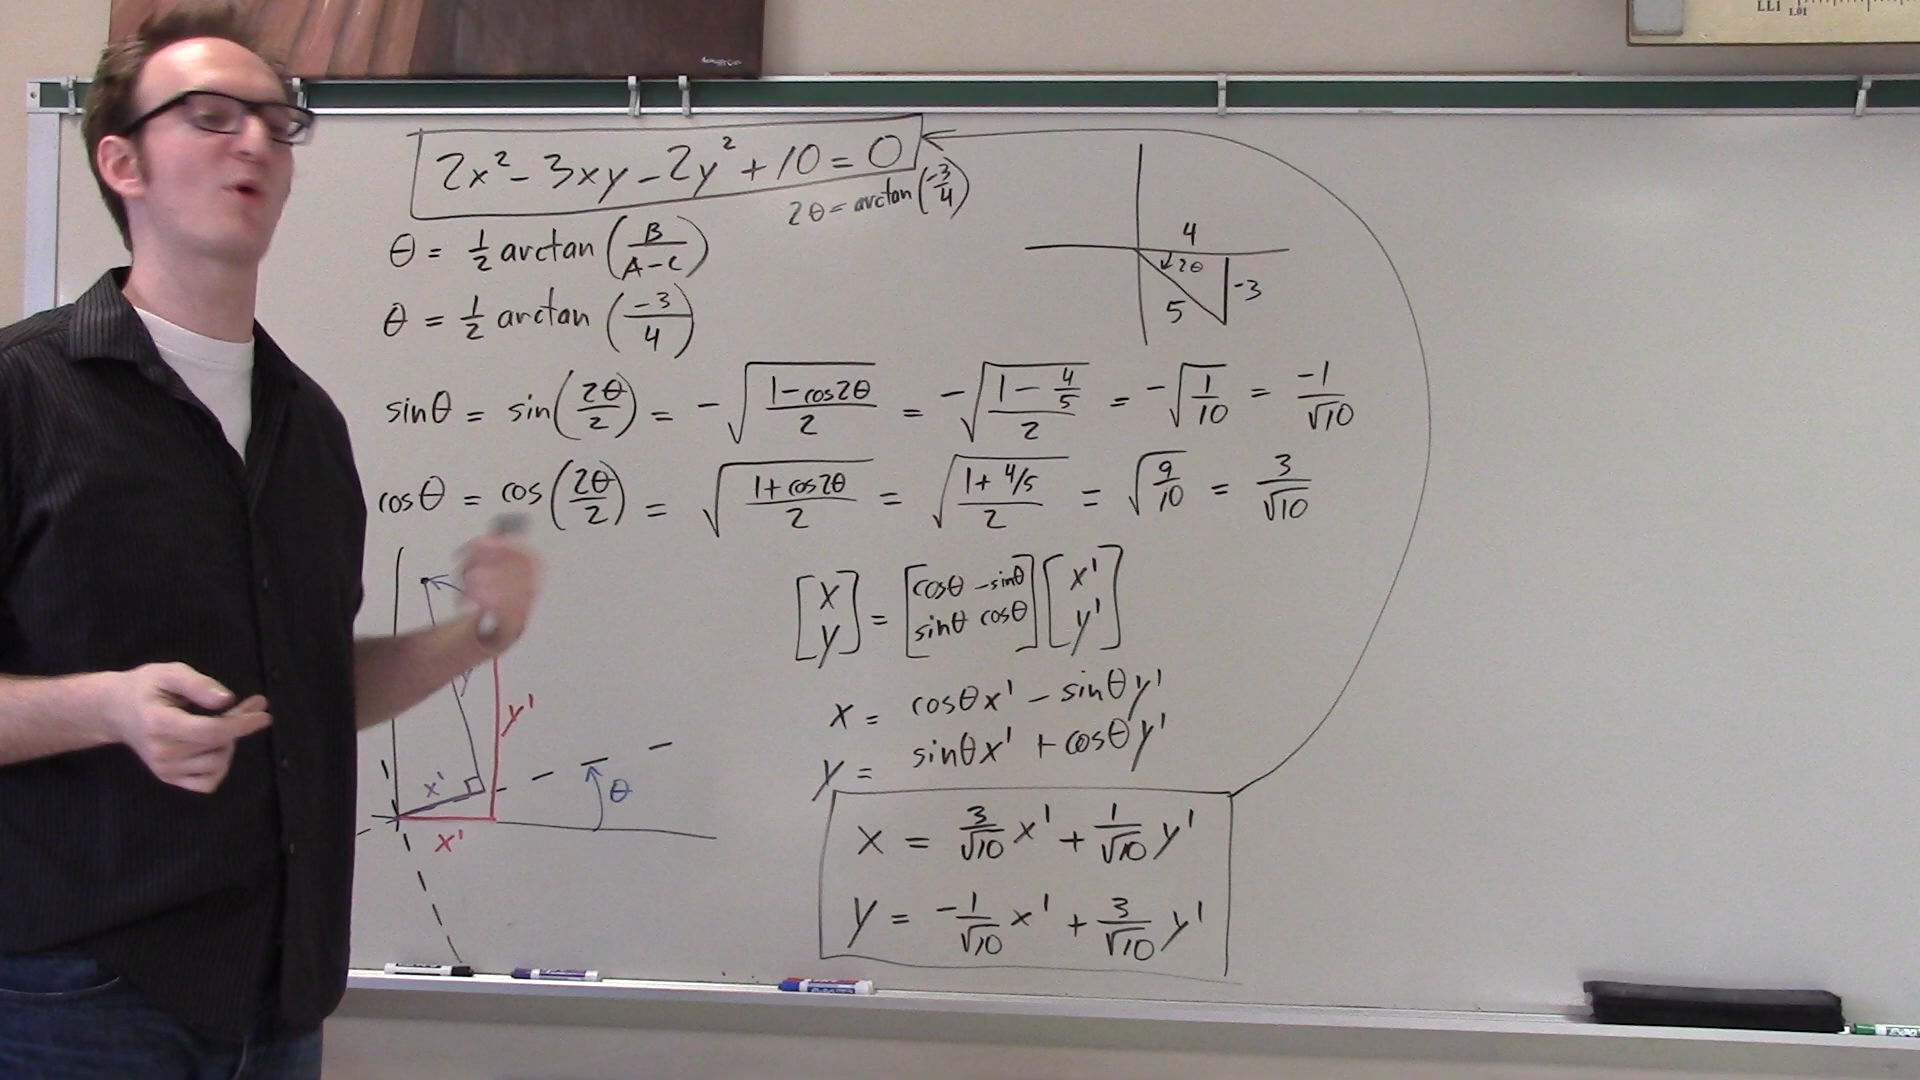 LLI 1.01
2x² - 3xy - 2y² + 10 = 0
2θ = arctan(-3/4)
θ = 1/2 arctan(B/(A-C))
θ = 1/2 arctan(-3/4)
4
2θ
-3
5
sinθ = sin(2θ/2) = -√((1-cos2θ)/2) = -√((1-4/5)/2) = -√(1/10) = -1/√10
cosθ = cos(2θ/2) = √((1+cos2θ)/2) = √((1+4/5)/2) = √(9/10) = 3/√10
[x y] = [cosθ -sinθ sinθ cosθ] [x' y']
x = cosθx' - sinθy'
y = sinθx' + cosθy'
x = 3/√10 x' + 1/√10 y'
y = -1/√10 x' + 3/√10 y'
y'
x'
θ
x'